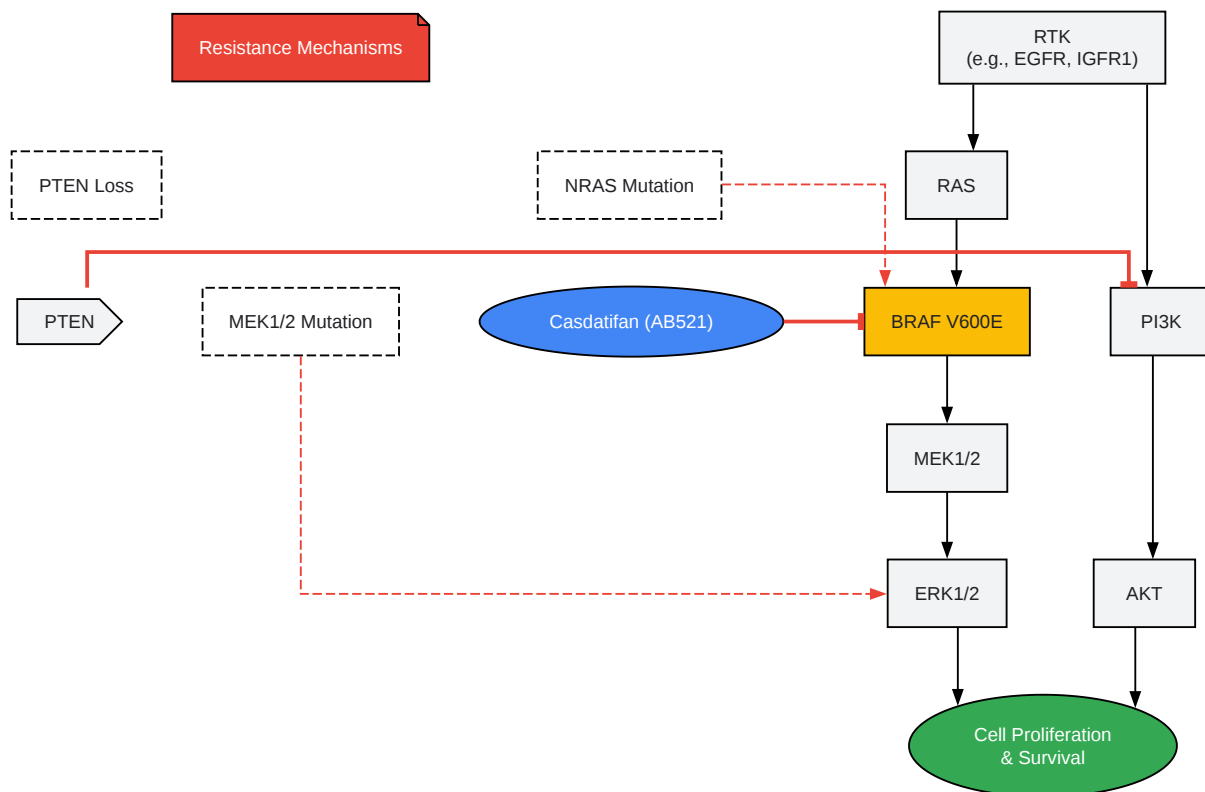 Resistance Mechanisms
RTK
(e.g., EGFR, IGFR1)
PTEN Loss
NRAS Mutation
RAS
PTEN
MEK1/2 Mutation
Casdatifan (AB521)
BRAF V600E
PI3K
MEK1/2
ERK1/2
AKT
Cell Proliferation
& Survival